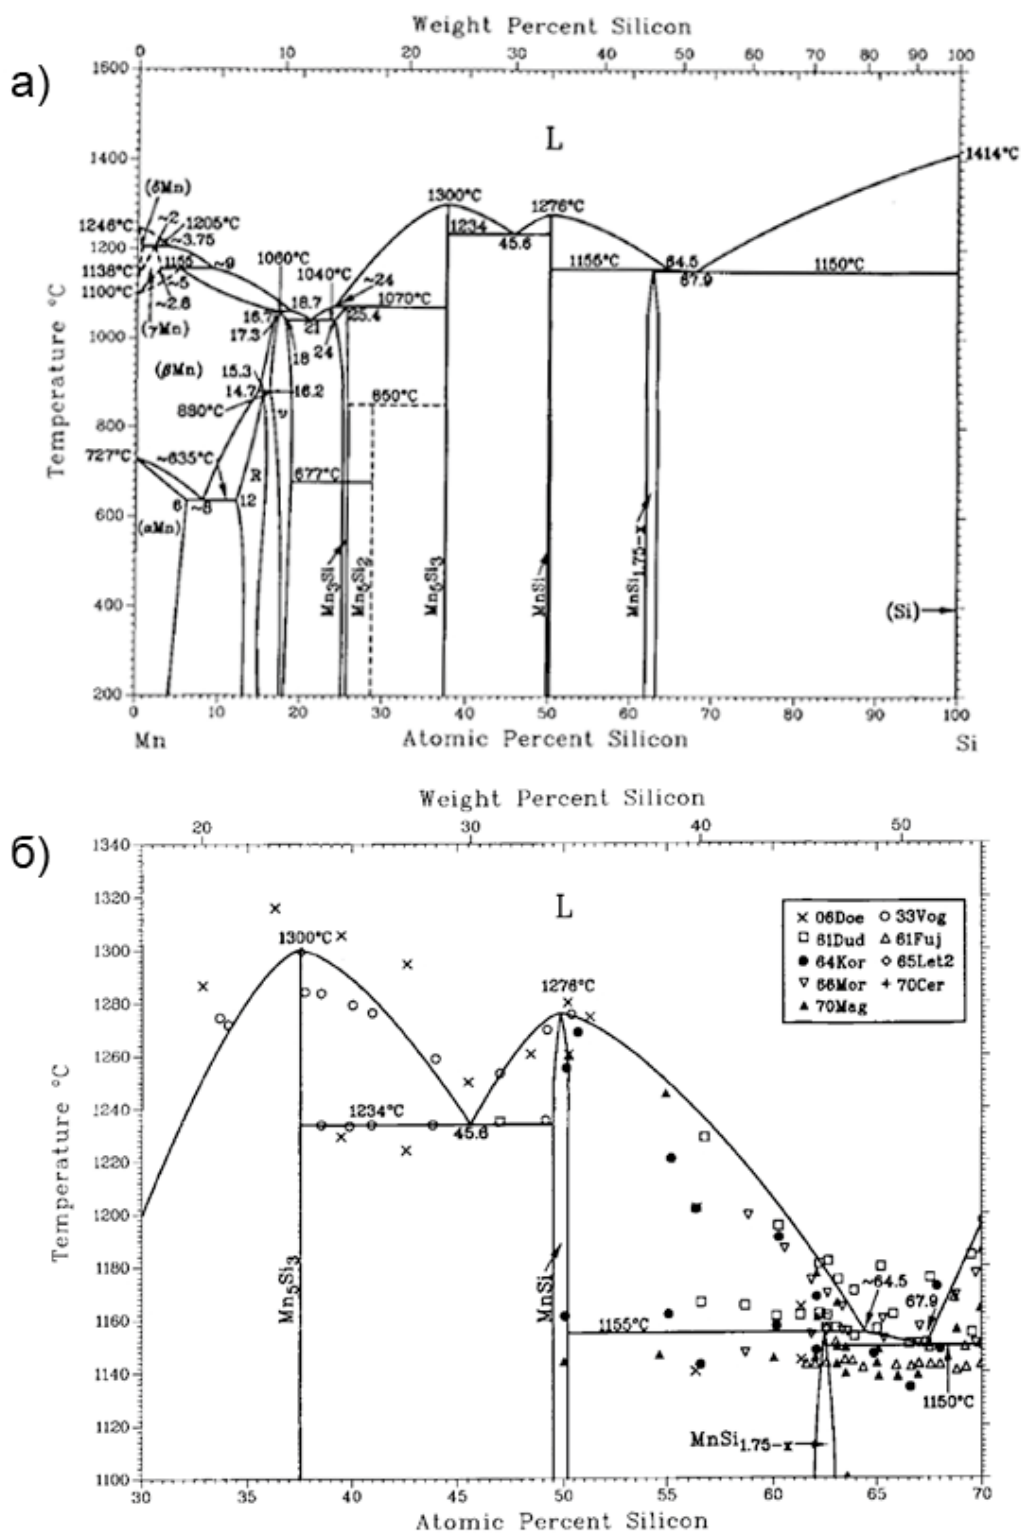 а)
Weight Percent Silicon
0 10 20 30 40 50 60 70 80 90 100
Temperature °C
1600
1400
1200
1000
800
600
400
200
L
1414°C
(δMn)
1246°C
~2
1205°C
~3.75
1138°C
1155
~9
~5
1100°C
~2.6
(γMn)
1060°C
1040°C
~24
1300°C
1276°C
1234
45.6
1155°C
64.5
67.9
1150°C
16.7
18.7
1070°C
17.3
21
25.4
18
24
(βMn)
15.3
14.7
16.2
880°C
850°C
727°C
~635°C
R
ν
677°C
6
~8
12
(αMn)
Mn3Si
Mn5Si2
Mn5Si3
MnSi
MnSi1.75-x
(Si)
0 10 20 30 40 50 60 70 80 90 100
Mn
Atomic Percent Silicon
Si
б)
Weight Percent Silicon
20 30 40 50
Temperature °C
1340
1320
1300
1280
1260
1240
1220
1200
1180
1160
1140
1120
1100
L
06Doe 33Vog
61Dud 61Fuj
64Kor 65Let2
66Mor 70Cer
70Mag
1300°C
1276°C
1234°C
45.6
Mn5Si3
MnSi
~64.5
67.9
1155°C
1150°C
MnSi1.75-x
30 35 40 45 50 55 60 65 70
Atomic Percent Silicon